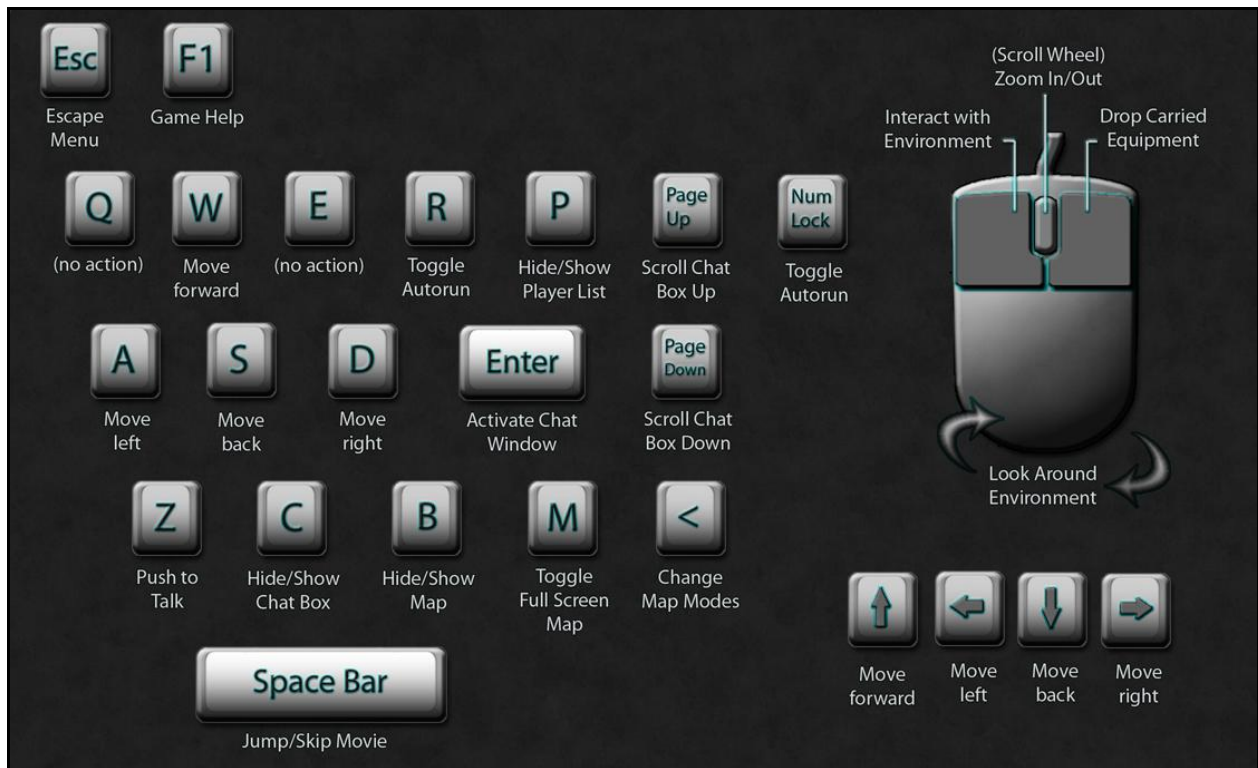 Esc
F1
Escape
Menu
Game Help
(Scroll Wheel)
Zoom In/Out
Interact with
Environment
Drop Carried
Equipment
Q
W
E
R
P
Page
Up
Num
Lock
(no action)
Move
forward
(no action)
Toggle
Autorun
Hide/Show
Player List
Scroll Chat
Box Up
Toggle
Autorun
A
S
D
Enter
Page
Down
Move
left
Move
back
Move
right
Activate Chat
Window
Scroll Chat
Box Down
Look Around
Environment
Z
C
B
M
<
Push to
Talk
Hide/Show
Chat Box
Hide/Show
Map
Toggle
Full Screen
Map
Change
Map Modes
Move
forward
Move
left
Move
back
Move
right
Space Bar
Jump/Skip Movie